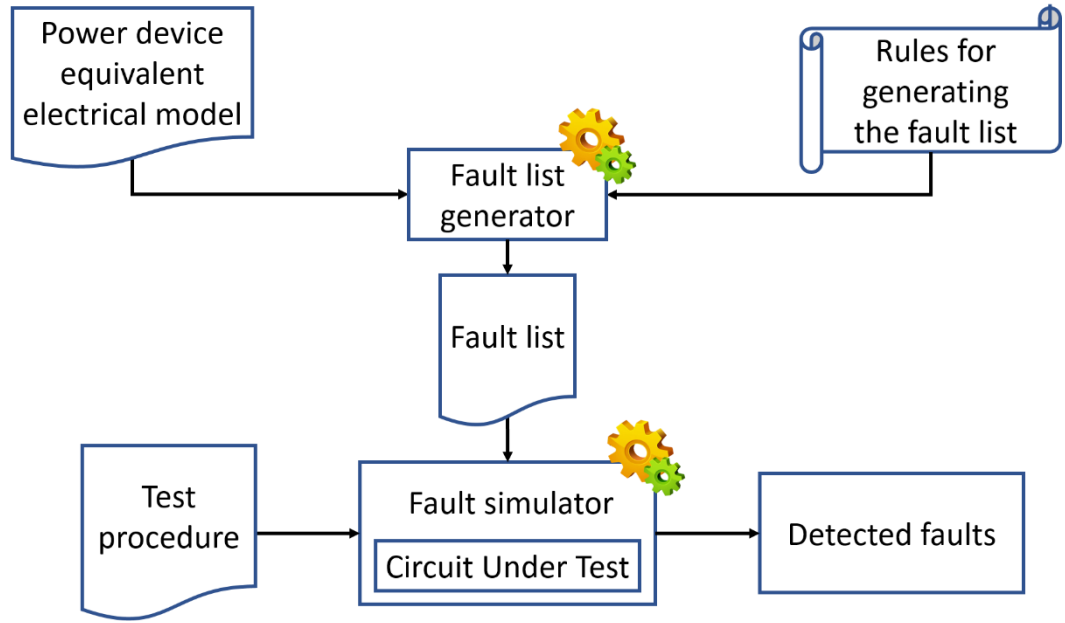 Power device
equivalent
electrical model
Rules for
generating
the fault list
Fault list
generator
Fault list
Test
procedure
Fault simulator
Circuit Under Test
Detected faults